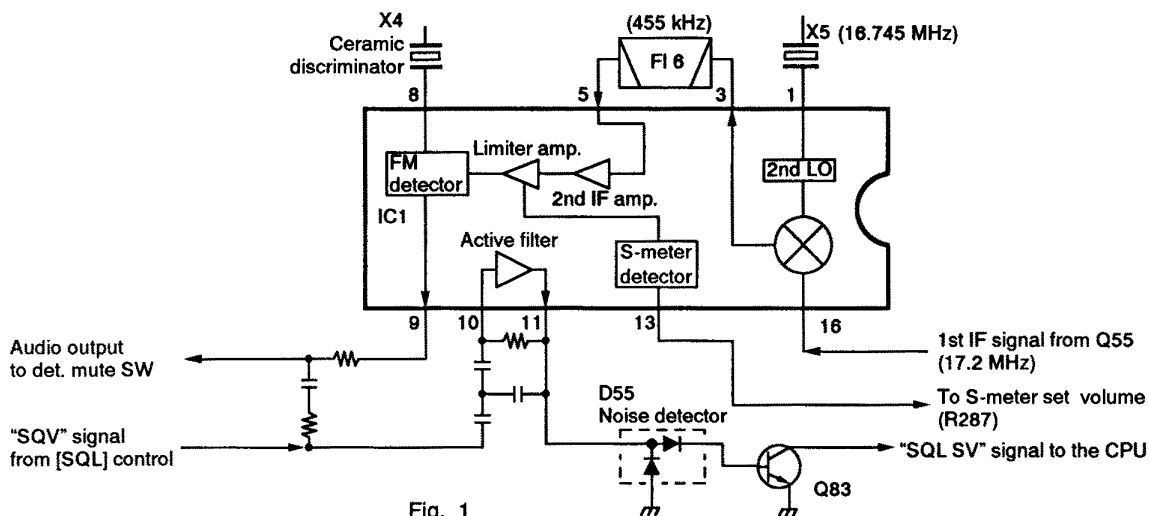 X4
Ceramic
discriminator
(455 kHz)
FI 6
X5 (16.745 MHz)
8
5
3
1
Limiter amp.
FM
detector
2nd LO
2nd IF amp.
IC1
Active filter
S-meter
detector
9
10
11
13
16
Audio output
to det. mute SW
1st IF signal from Q55
(17.2 MHz)
D55
Noise detector
To S-meter set volume
(R287)
"SQV" signal
from [SQL] control
"SQL SV" signal to the CPU
Q83
Fig. 1